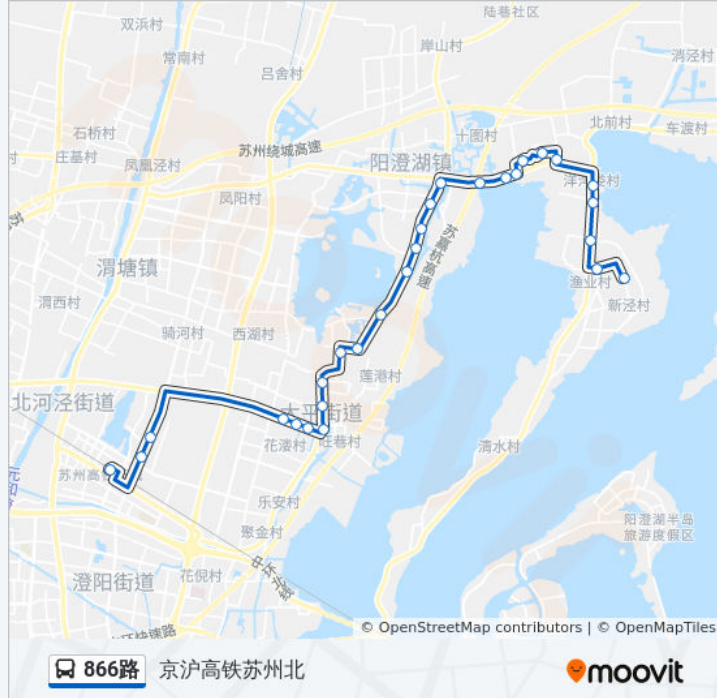 陆巷社区
双浜村
岸山村
常南村
消泾村
吕舍村
北前村
石桥村
十图村
车渡村
苏州绕城高速
庄基村
凤凰泾村
阳澄湖镇
凤阳村
苏嘉杭高速
渭塘镇
渔业村
渭西村
新泾村
骑河村
西湖村
莲港村
北河泾街道
太平街道
花溇村
旺巷村
清水村
苏州高
元和
乐安村
阳澄湖半岛
旅游度假区
聚金村
中环北线
澄阳街道
花倪村
环快速路
© OpenStreetMap contributors | © OpenMapTiles
866路 京沪高铁苏州北
moovit